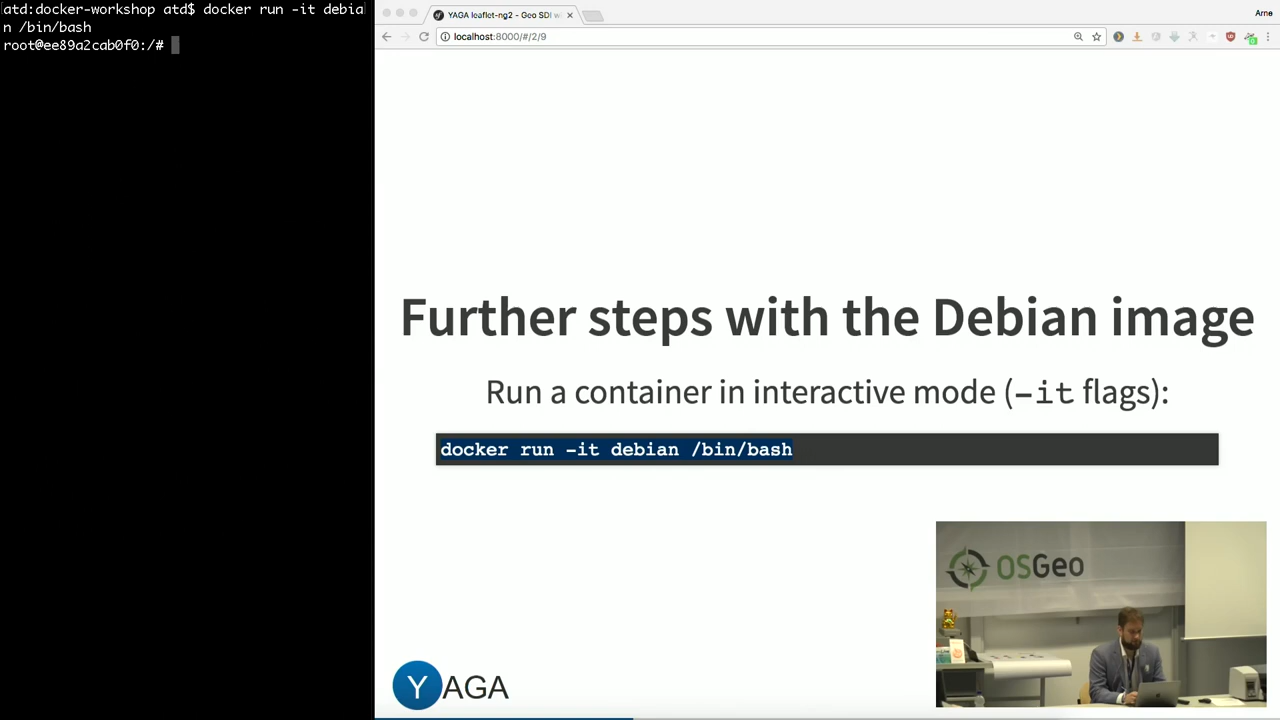 atd:docker-workshop atd$ docker run -it debia
n /bin/bash
root@ee89a2cab0f0:/#
YAGA leaflet-ng2 - Geo SDI w
Arne
localhost:8000/#/2/9
Further steps with the Debian image
Run a container in interactive mode (-it flags):
docker run -it debian /bin/bash
OSGeo
YAGA